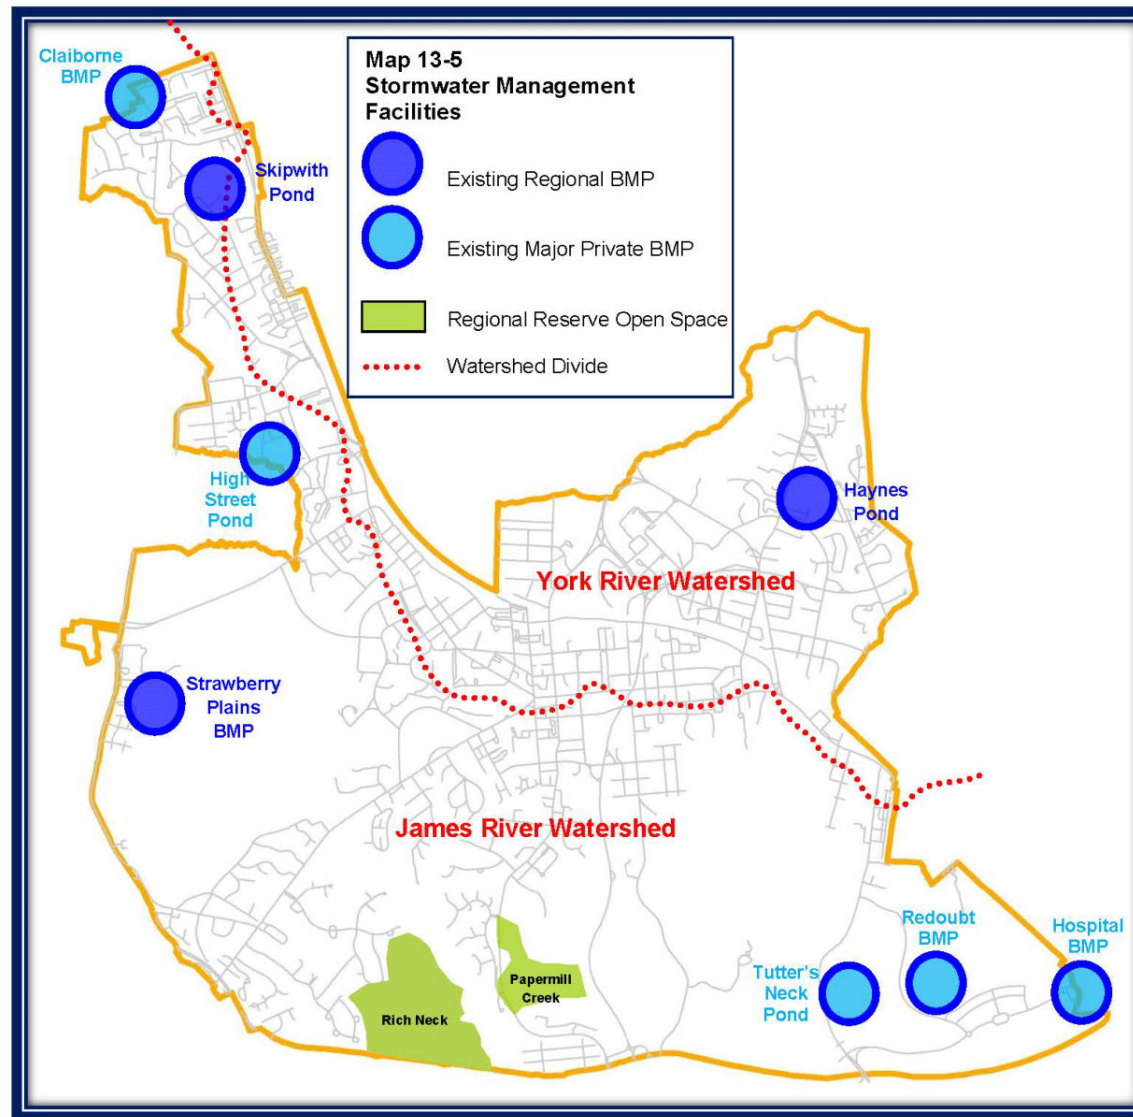 Claiborne
BMP
Map 13-5
Stormwater Management
Facilities
Existing Regional BMP
Existing Major Private BMP
Regional Reserve Open Space
Watershed Divide
Skipwith
Pond
High
Street
Pond
Haynes
Pond
York River Watershed
Strawberry
Plains
BMP
James River Watershed
Redoubt
BMP
Hospital
BMP
Tutter's
Neck
Pond
Papermill
Creek
Rich Neck